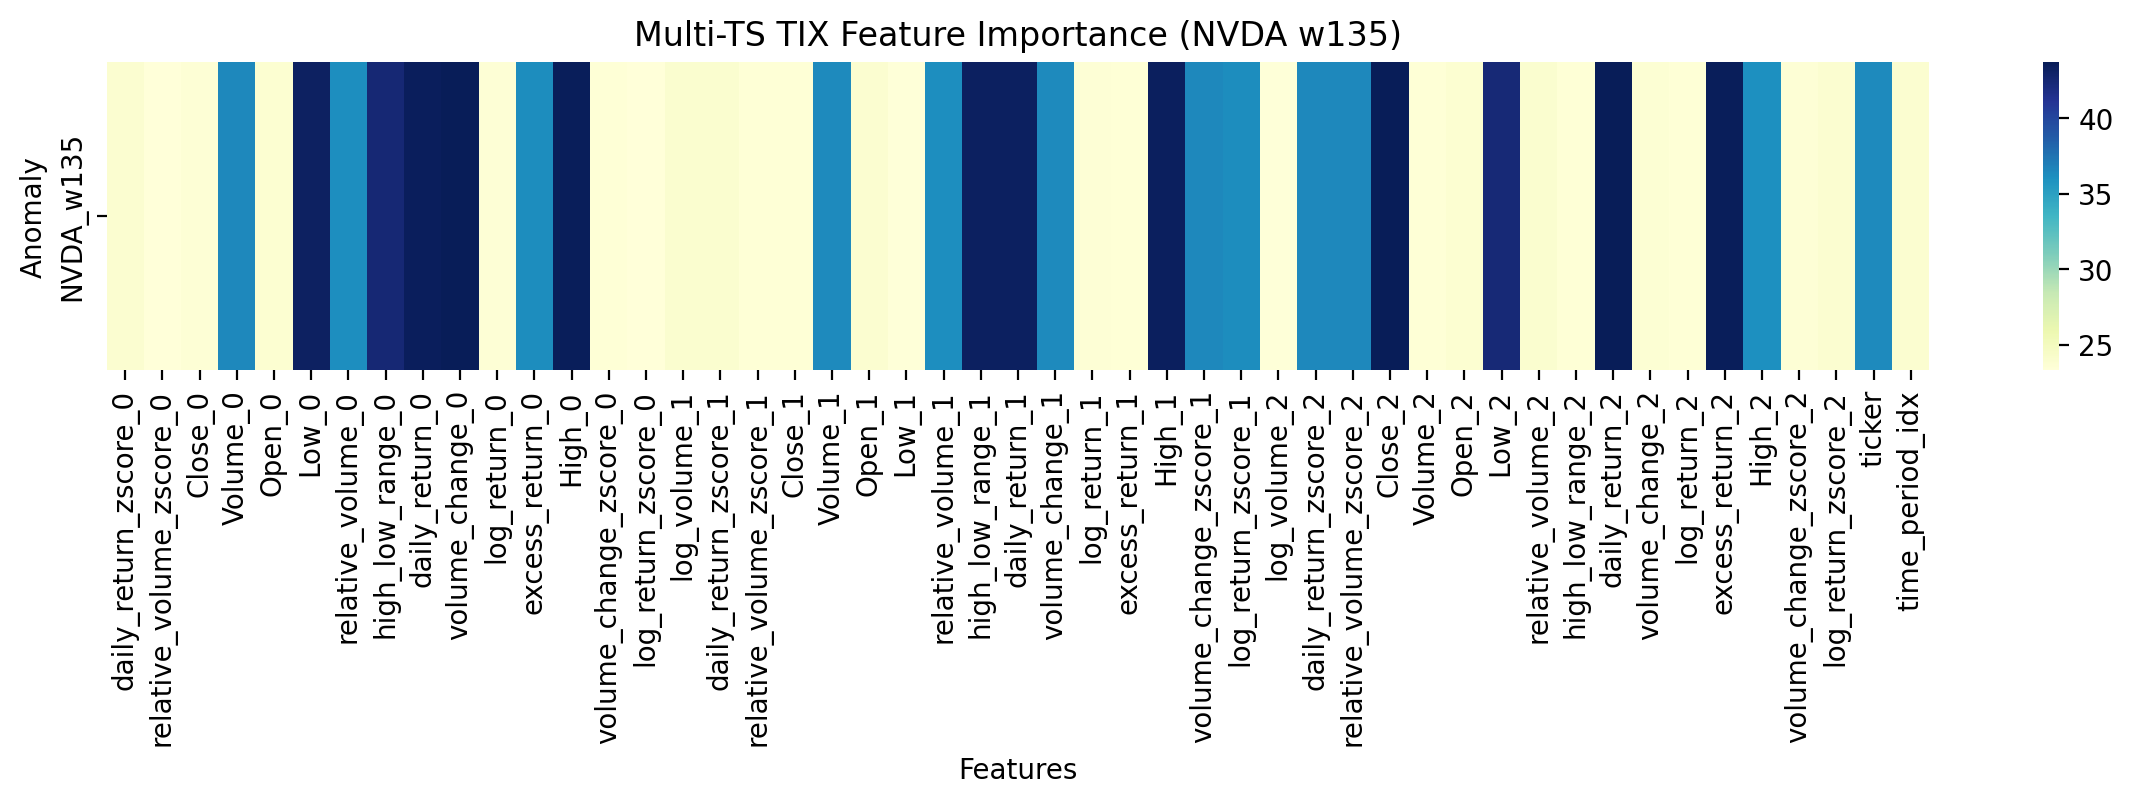 Multi-TS TIX Feature Importance (NVDA w135)
Anomaly
NVDA_w135
40
35
30
25
daily_return_zscore_0
relative_volume_zscore_0
Close_0
Volume_0
Open_0
Low_0
relative_volume_0
high_low_range_0
daily_return_0
volume_change_0
log_return_0
excess_return_0
High_0
volume_change_zscore_0
log_return_zscore_0
log_volume_1
daily_return_zscore_1
relative_volume_zscore_1
Close_1
Volume_1
Open_1
Low_1
relative_volume_1
high_low_range_1
daily_return_1
volume_change_1
log_return_1
excess_return_1
High_1
volume_change_zscore_1
log_return_zscore_1
log_volume_2
daily_return_zscore_2
relative_volume_zscore_2
Close_2
Volume_2
Open_2
Low_2
relative_volume_2
high_low_range_2
daily_return_2
volume_change_2
log_return_2
excess_return_2
High_2
volume_change_zscore_2
log_return_zscore_2
ticker
time_period_idx
Features